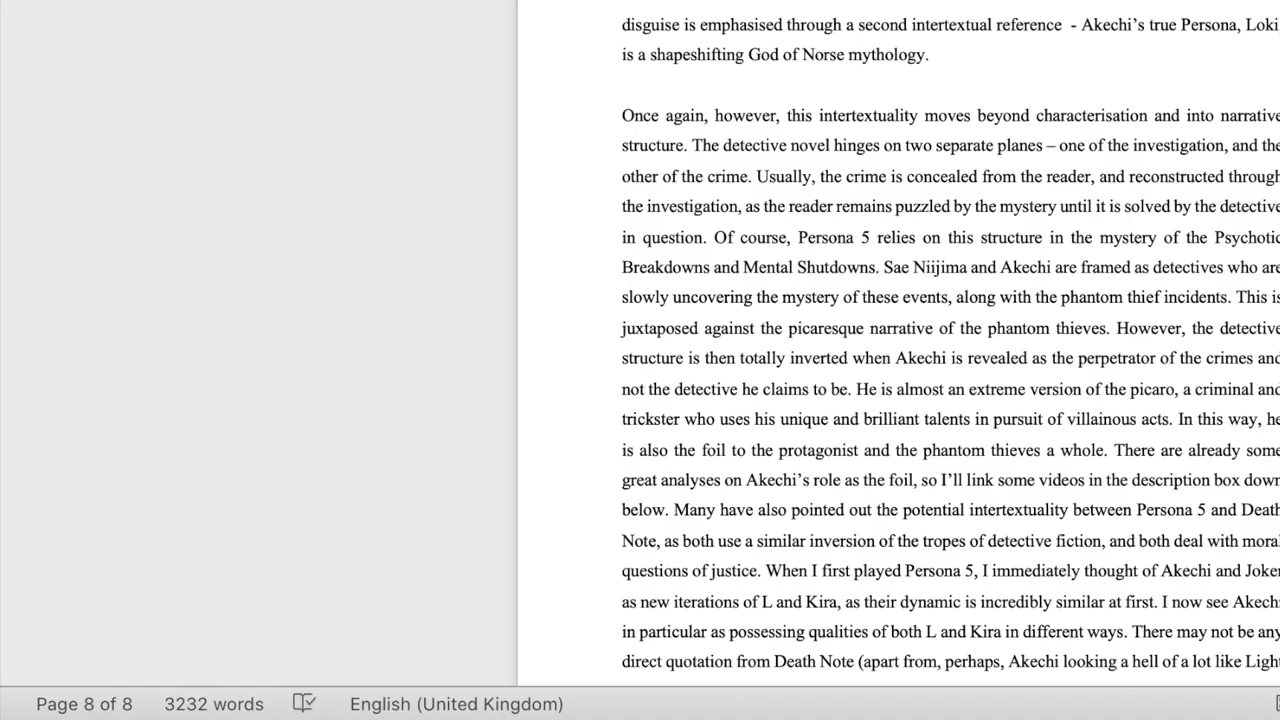 disguise is emphasised through a second intertextual reference - Akechi's true Persona, Loki
is a shapeshifting God of Norse mythology.
Once again, however, this intertextuality moves beyond characterisation and into narrative
structure. The detective novel hinges on two separate planes – one of the investigation, and the
other of the crime. Usually, the crime is concealed from the reader, and reconstructed through
the investigation, as the reader remains puzzled by the mystery until it is solved by the detective
in question. Of course, Persona 5 relies on this structure in the mystery of the Psychotic
Breakdowns and Mental Shutdowns. Sae Niijima and Akechi are framed as detectives who are
slowly uncovering the mystery of these events, along with the phantom thief incidents. This is
juxtaposed against the picaresque narrative of the phantom thieves. However, the detective
structure is then totally inverted when Akechi is revealed as the perpetrator of the crimes and
not the detective he claims to be. He is almost an extreme version of the picaro, a criminal and
trickster who uses his unique and brilliant talents in pursuit of villainous acts. In this way, he
is also the foil to the protagonist and the phantom thieves a whole. There are already some
great analyses on Akechi's role as the foil, so I'll link some videos in the description box down
below. Many have also pointed out the potential intertextuality between Persona 5 and Death
Note, as both use a similar inversion of the tropes of detective fiction, and both deal with moral
questions of justice. When I first played Persona 5, I immediately thought of Akechi and Joker
as new iterations of L and Kira, as their dynamic is incredibly similar at first. I now see Akechi
in particular as possessing qualities of both L and Kira in different ways. There may not be any
direct quotation from Death Note (apart from, perhaps, Akechi looking a hell of a lot like Light
Page 8 of 8 3232 words English (United Kingdom)